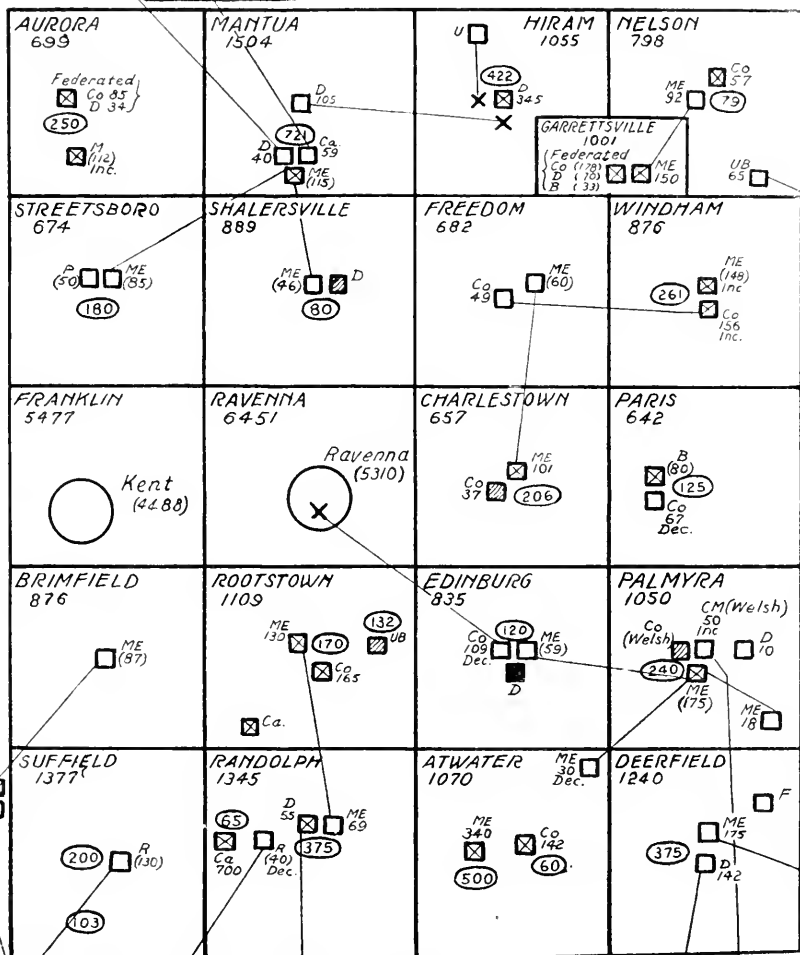 AURORA
699
Federated
Co 85
D 34
250
M
(112)
Inc.
MANTUA
1504
D
105
721
D
40
Ca.
59
ME
(115)
HIRAM
1055
U
422
D
345
NELSON
798
Co
57
ME
92
79
GARRETTSVILLE
1001
Federated
Co (178)
D (10)
B (33)
ME
150
UB
65
STREETSBORO
674
P
(50)
ME
(85)
180
SHALERSVILLE
889
ME
(46)
D
80
FREEDOM
682
ME
(60)
Co
49
WINDHAM
876
ME
(148)
Inc
261
Co
156
Inc.
FRANKLIN
5477
Kent
(4488)
RAVENNA
6451
Ravenna
(5310)
CHARLESTOWN
657
ME
101
Co
37
206
PARIS
642
B
(80)
125
Co
67
Dec.
BRIMFIELD
876
ME
(87)
ROOTSTOWN
1109
ME
130
170
132
UB
Co
165
Ca.
EDINBURG
835
120
Co
109
Dec.
ME
(59)
D
PALMYRA
1050
CM(Welsh)
50
Inc
Co
(Welsh)
D
10
240
ME
(175)
ME
18
SUFFIELD
1377
200
R
(130)
103
RANDOLPH
1345
65
Ca
700
R
(40)
Dec.
D
55
ME
69
375
ATWATER
1070
ME
30
Dec.
ME
340
500
Co
142
60
DEERFIELD
1240
F
ME
175
375
D
142